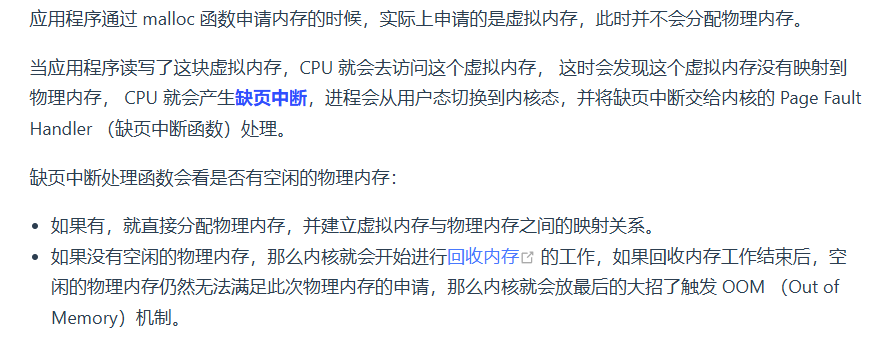 应用程序通过 malloc 函数申请内存的时候，实际上申请的是虚拟内存，此时并不会分配物理内存。
当应用程序读写了这块虚拟内存，CPU 就会去访问这个虚拟内存， 这时会发现这个虚拟内存没有映射到
物理内存， CPU 就会产生缺页中断，进程会从用户态切换到内核态，并将缺页中断交给内核的 Page Fault
Handler （缺页中断函数）处理。
缺页中断处理函数会看是否有空闲的物理内存：
• 如果有，就直接分配物理内存，并建立虚拟内存与物理内存之间的映射关系。
• 如果没有空闲的物理内存，那么内核就会开始进行回收内存 的工作，如果回收内存工作结束后，空
闲的物理内存仍然无法满足此次物理内存的申请，那么内核就会放最后的大招了触发 OOM （Out of
Memory）机制。